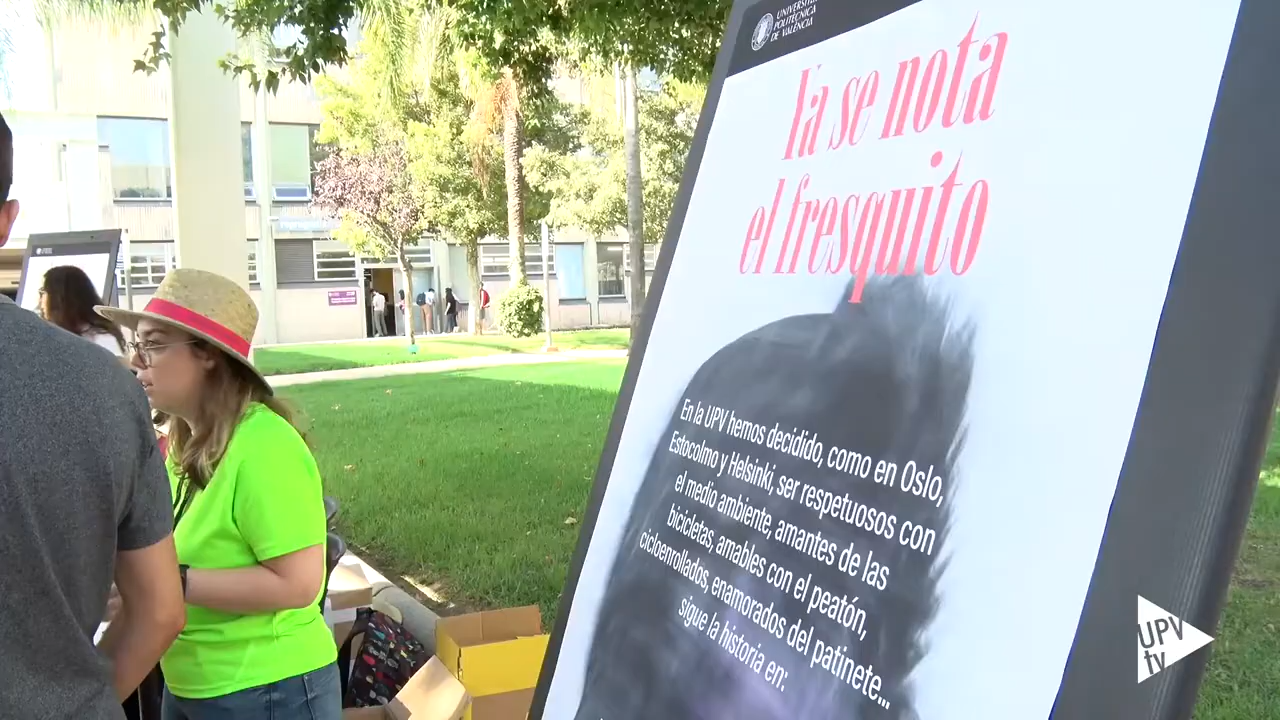 UNIVERSITAT
POLITÈCNICA
DE VALÈNCIA
Ya se nota
el fresquito
En la UPV hemos decidido, como en Oslo,
Estocolmo y Helsinki, ser respetuosos con
el medio ambiente, amantes de las
bicicletas, amables con el peatón,
cicloenrollados, enamorados del patinete...
sigue la historia en:
UPV
tv